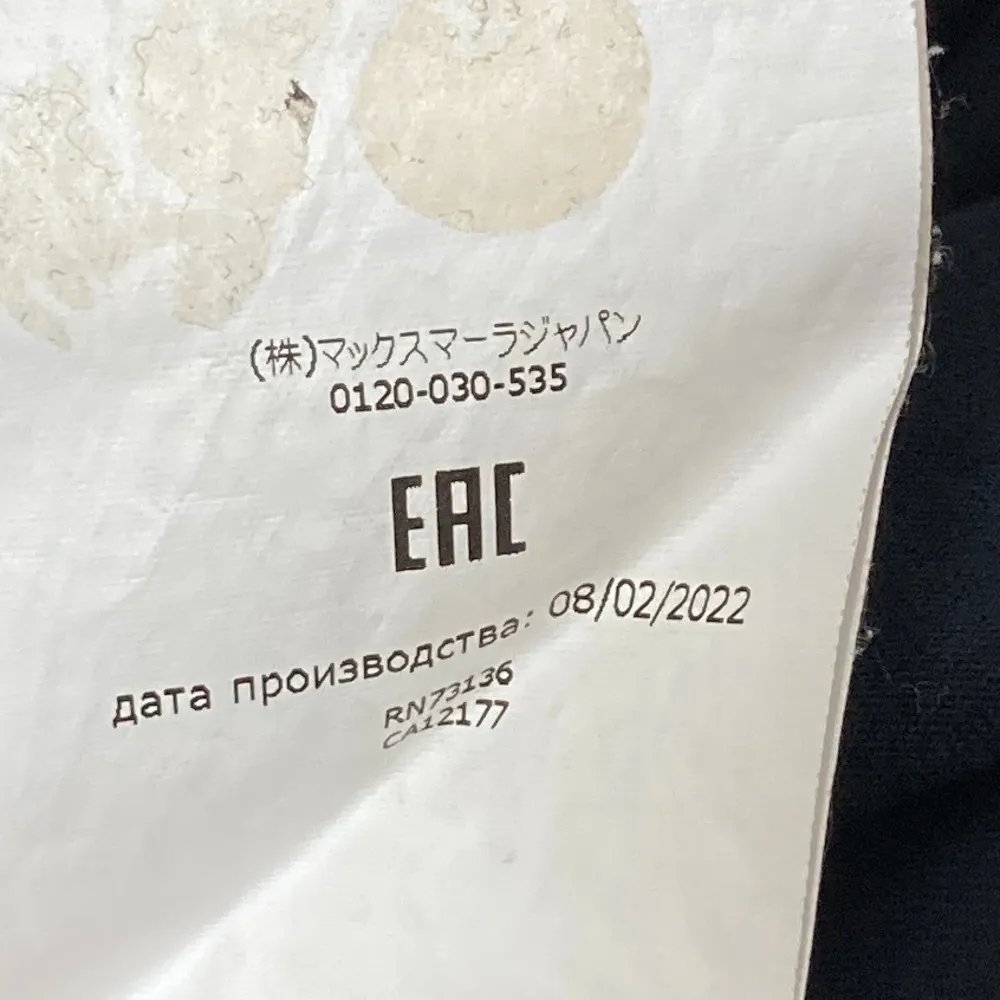 (株)マックスマーラジャパン
0120-030-535
EAC
дата производства: 08/02/2022
RN73136
CA12177